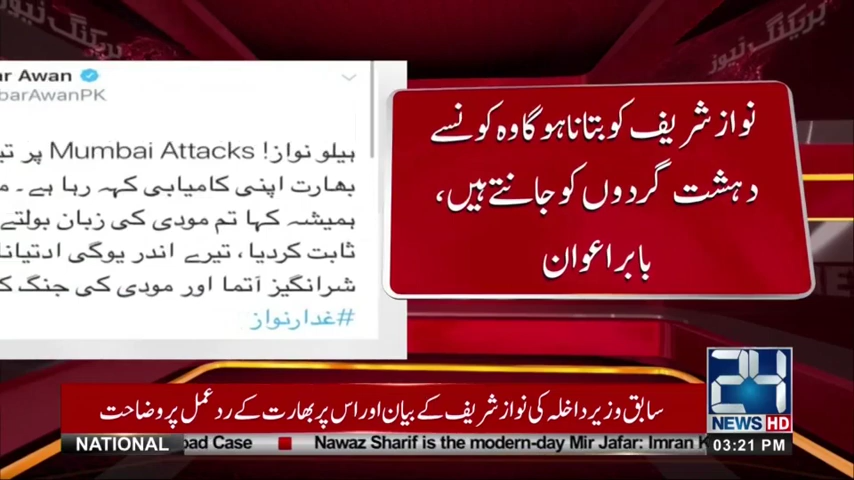 بریکنگ نیوز
ar Awan
barAwanPK
ہیلو نواز! Mumbai Attacks پر
بھارت اپنی کامیابی کہہ رہا ہے۔
ہمیشہ کہا تم مودی کی زبان بولتے
ثابت کردیا، تیرے اندر یوگی ادتیانا
شرانگیز آتما اور مودی کی جنگ
#غدارنواز
نواز شریف کو بتانا ہوگا وہ کونسے
دہشت گردوں کو جانتے ہیں،
بابر اعوان
سابق وزیر داخلہ کی نواز شریف کے بیان اور اس پر بھارت کے ردعمل پر وضاحت
24
NEWS HD
NATIONAL oad Case Nawaz Sharif is the modern-day Mir Jafar: Imran K
03:21 PM